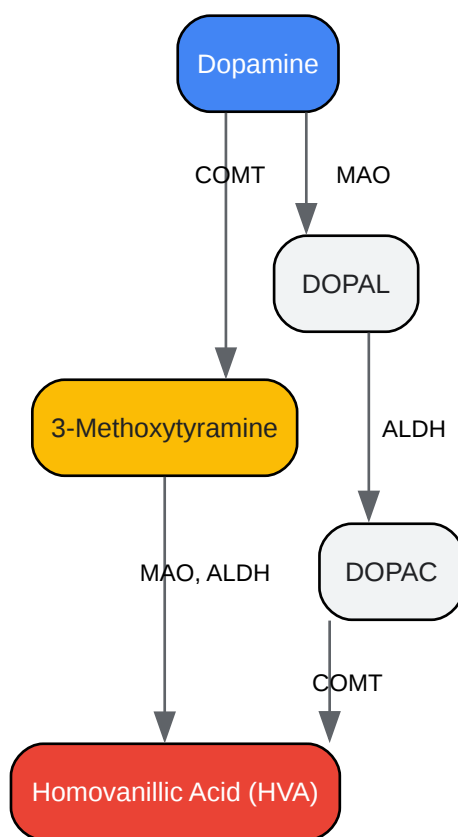 Dopamine
COMT
MAO
DOPAL
3-Methoxytyramine
ALDH
MAO, ALDH
DOPAC
COMT
Homovanillic Acid (HVA)